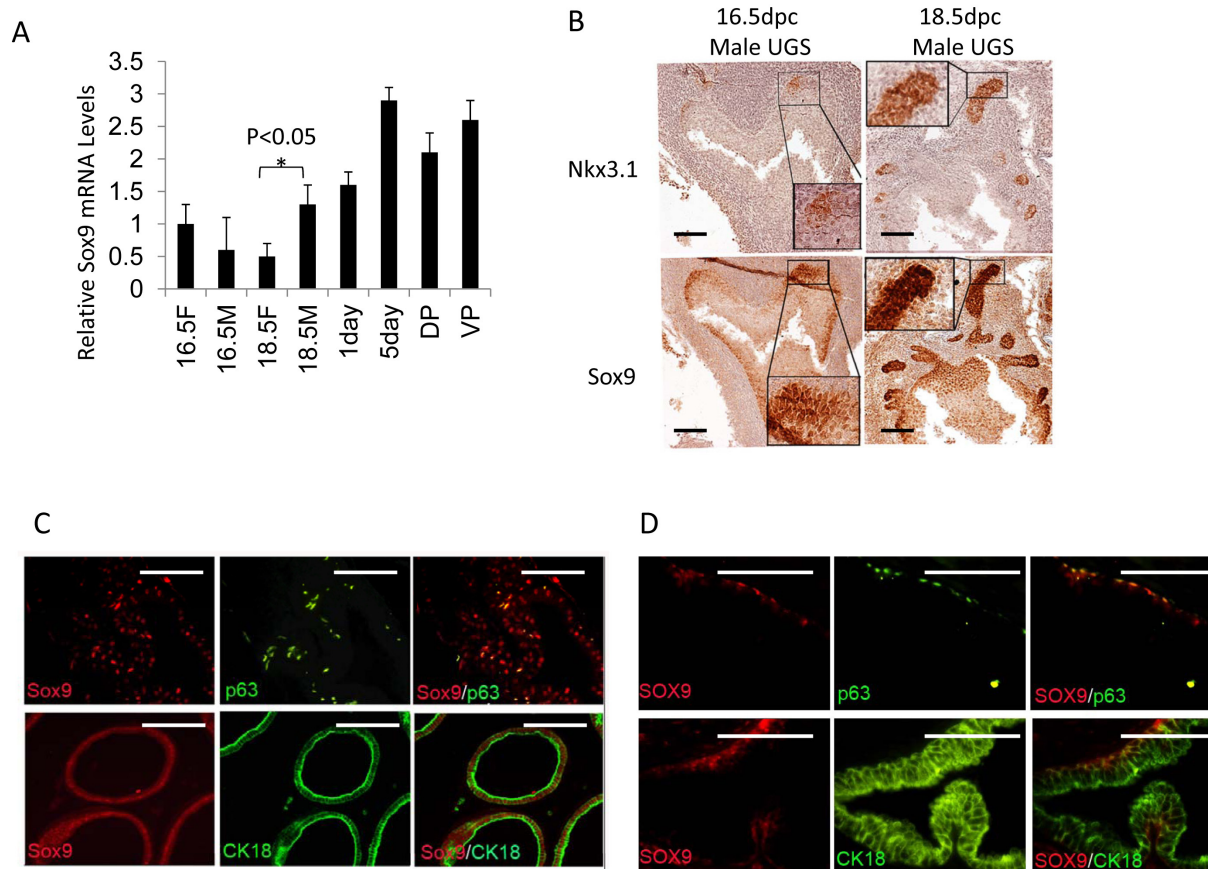 A
Relative Sox9 mRNA Levels
3.5
3
2.5
2
1.5
1
0.5
0
P<0.05
*
16.5F
16.5M
18.5F
18.5M
1day
5day
DP
VP
B
16.5dpc
Male UGS
18.5dpc
Male UGS
Nkx3.1
Sox9
C
Sox9
p63
Sox9/p63
Sox9
CK18
Sox9/CK18
D
SOX9
p63
SOX9/p63
SOX9
CK18
SOX9/CK18